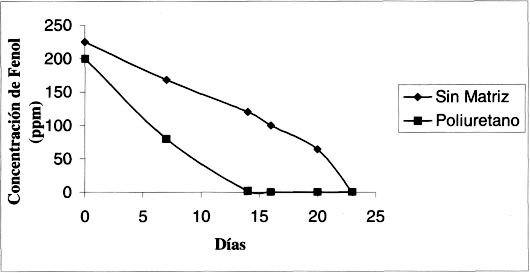 250
200
150
100
50
0
0 5 10 15 20 25
Concentración de Fenol
(ppm)
Días
Sin Matriz
Poliuretano